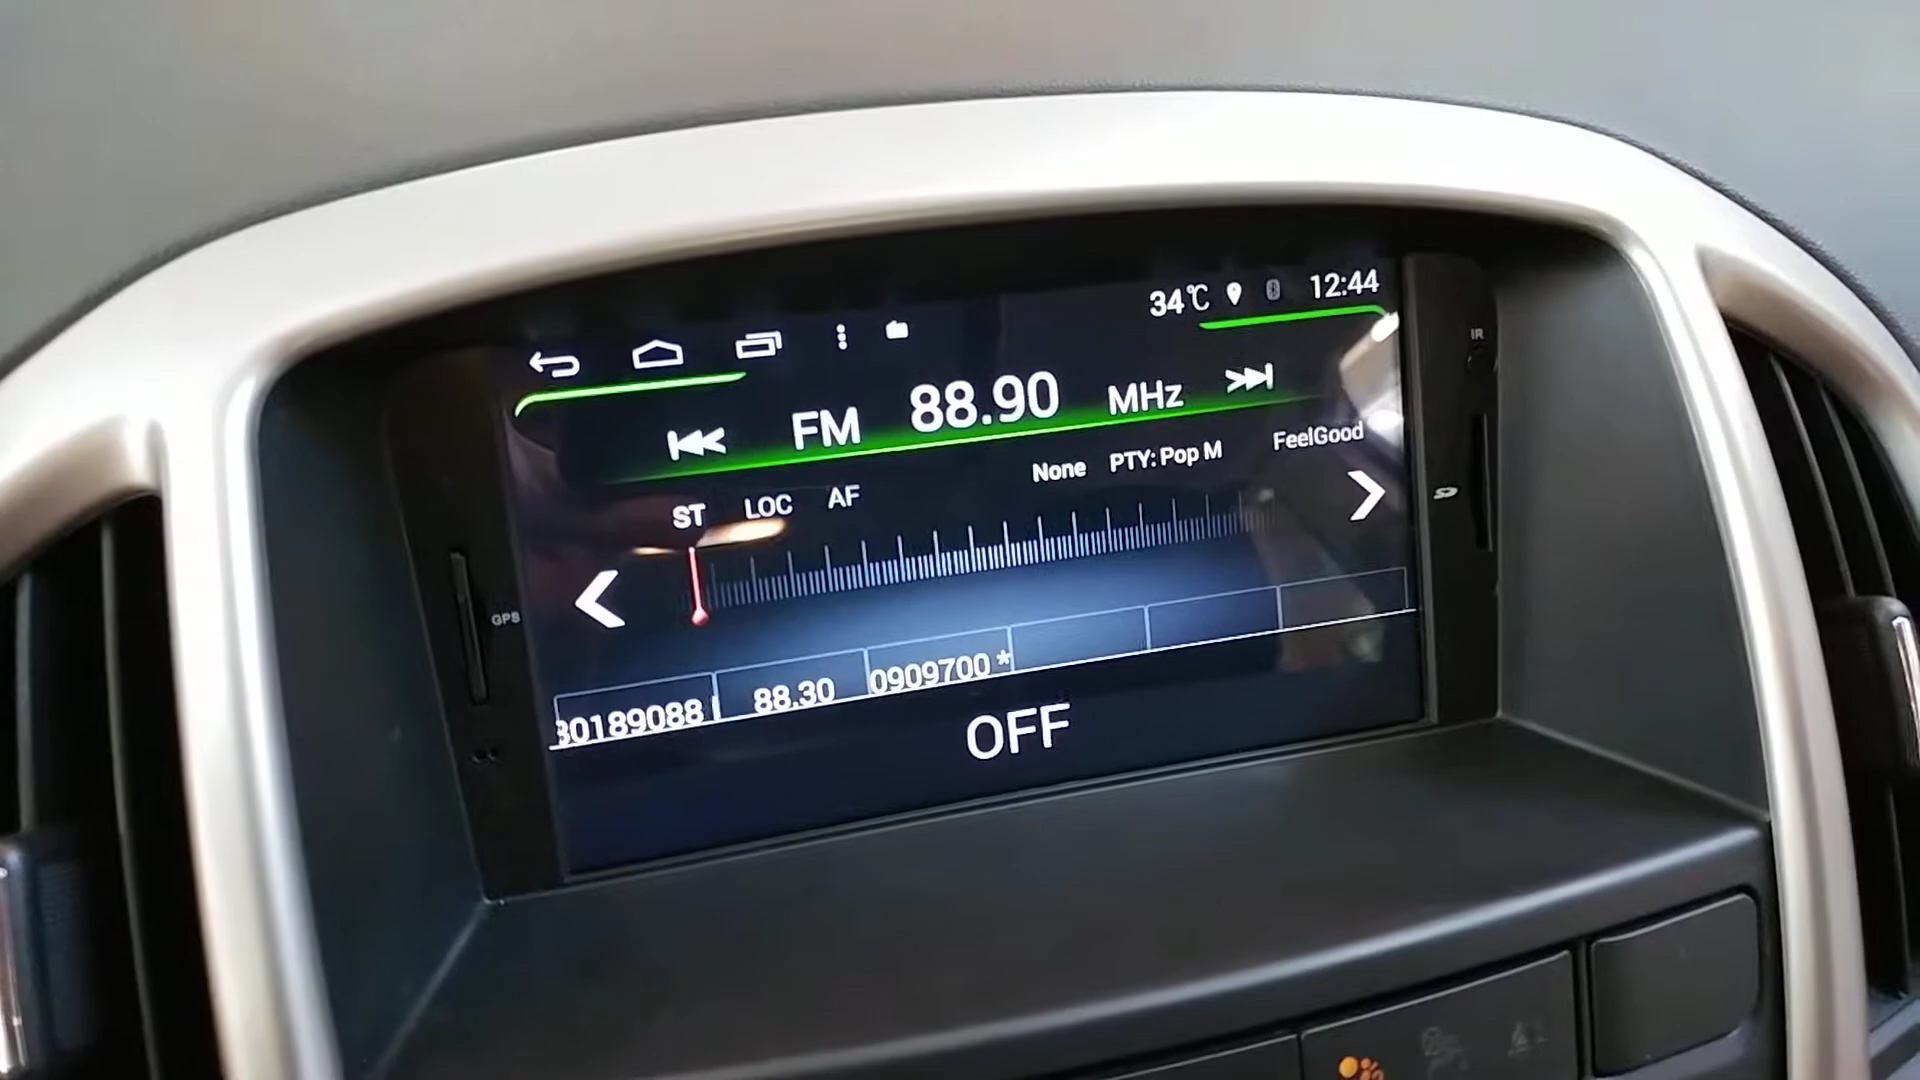 34°C 12:44
FM 88.90 MHz
None PTY: Pop M FeelGood
ST LOC AF
IR
GPS
30189088 88.30 0909700 *
OFF